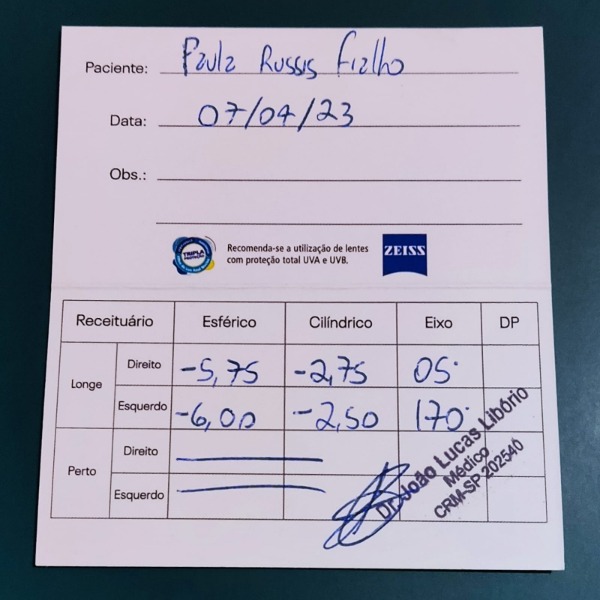 Paciente: Paula Russis Fialho
Data: 07/04/23
Obs.:
TRIPLA PROTEÇÃO
Recomenda-se a utilização de lentes
com proteção total UVA e UVB.
ZEISS
Receituário Esférico Cilíndrico Eixo DP
Longe
Direito -5,75 -2,75 05°
Esquerdo -6,00 -2,50 170°
Perto
Direito
Esquerdo
Dr. João Lucas Libório
Médico
CRM-SP 202540